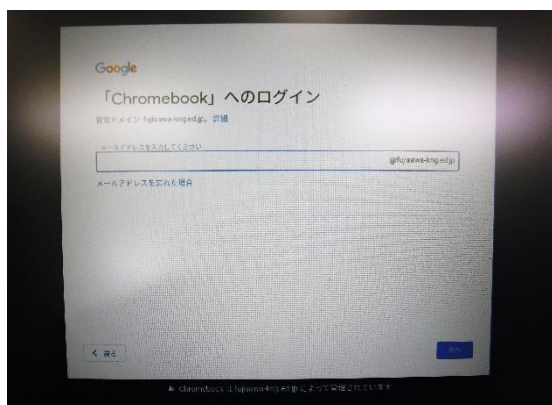 Google
「Chromebook」へのログイン
管理ドメイン fujisawa-kng.ed.jp。 詳細
メールアドレスを入力してください
@fujisawa-kng.ed.jp
メールアドレスを忘れた場合
< 戻る
次へ
Chromebook は fujisawa-kng.ed.jp によって管理されています